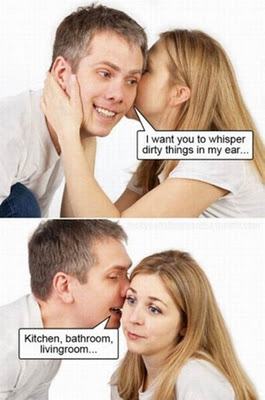 I want you to whisper
dirty things in my ear...
Kitchen, bathroom,
livingroom...